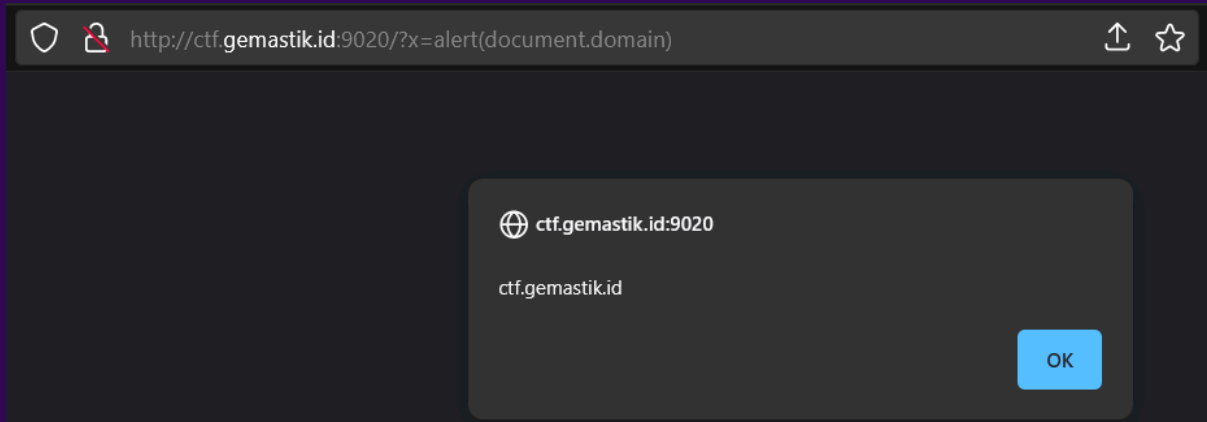 http://ctf.gemastik.id:9020/?x=alert(document.domain)
ctf.gemastik.id:9020
ctf.gemastik.id
OK